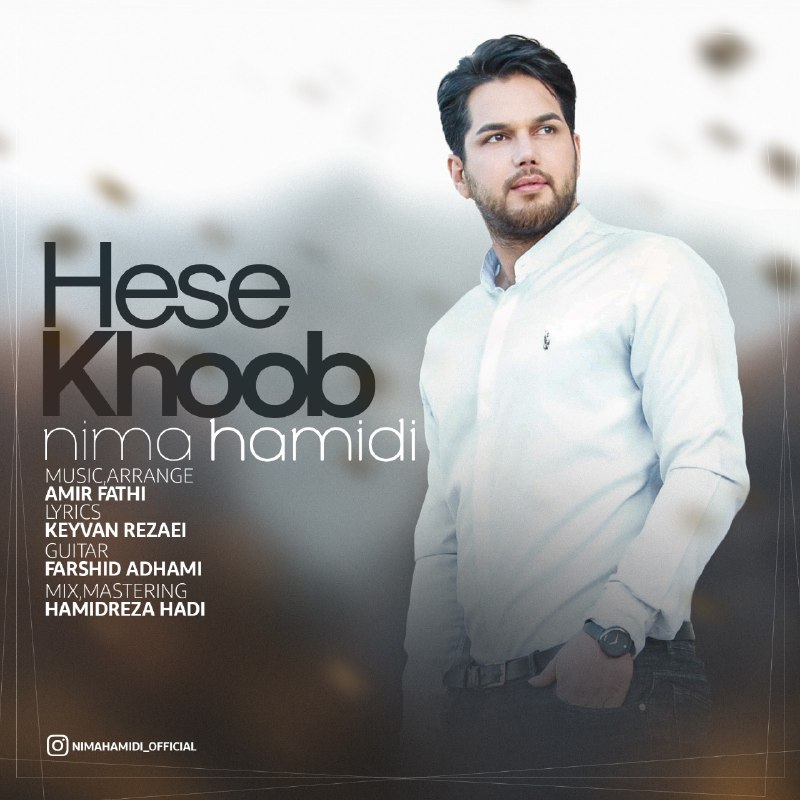 Hese
Khoob
nima hamidi
MUSIC,ARRANGE
AMIR FATHI
LYRICS
KEYVAN REZAEI
GUITAR
FARSHID ADHAMI
MIX,MASTERING
HAMIDREZA HADI
NIMAHAMIDI_OFFICIAL